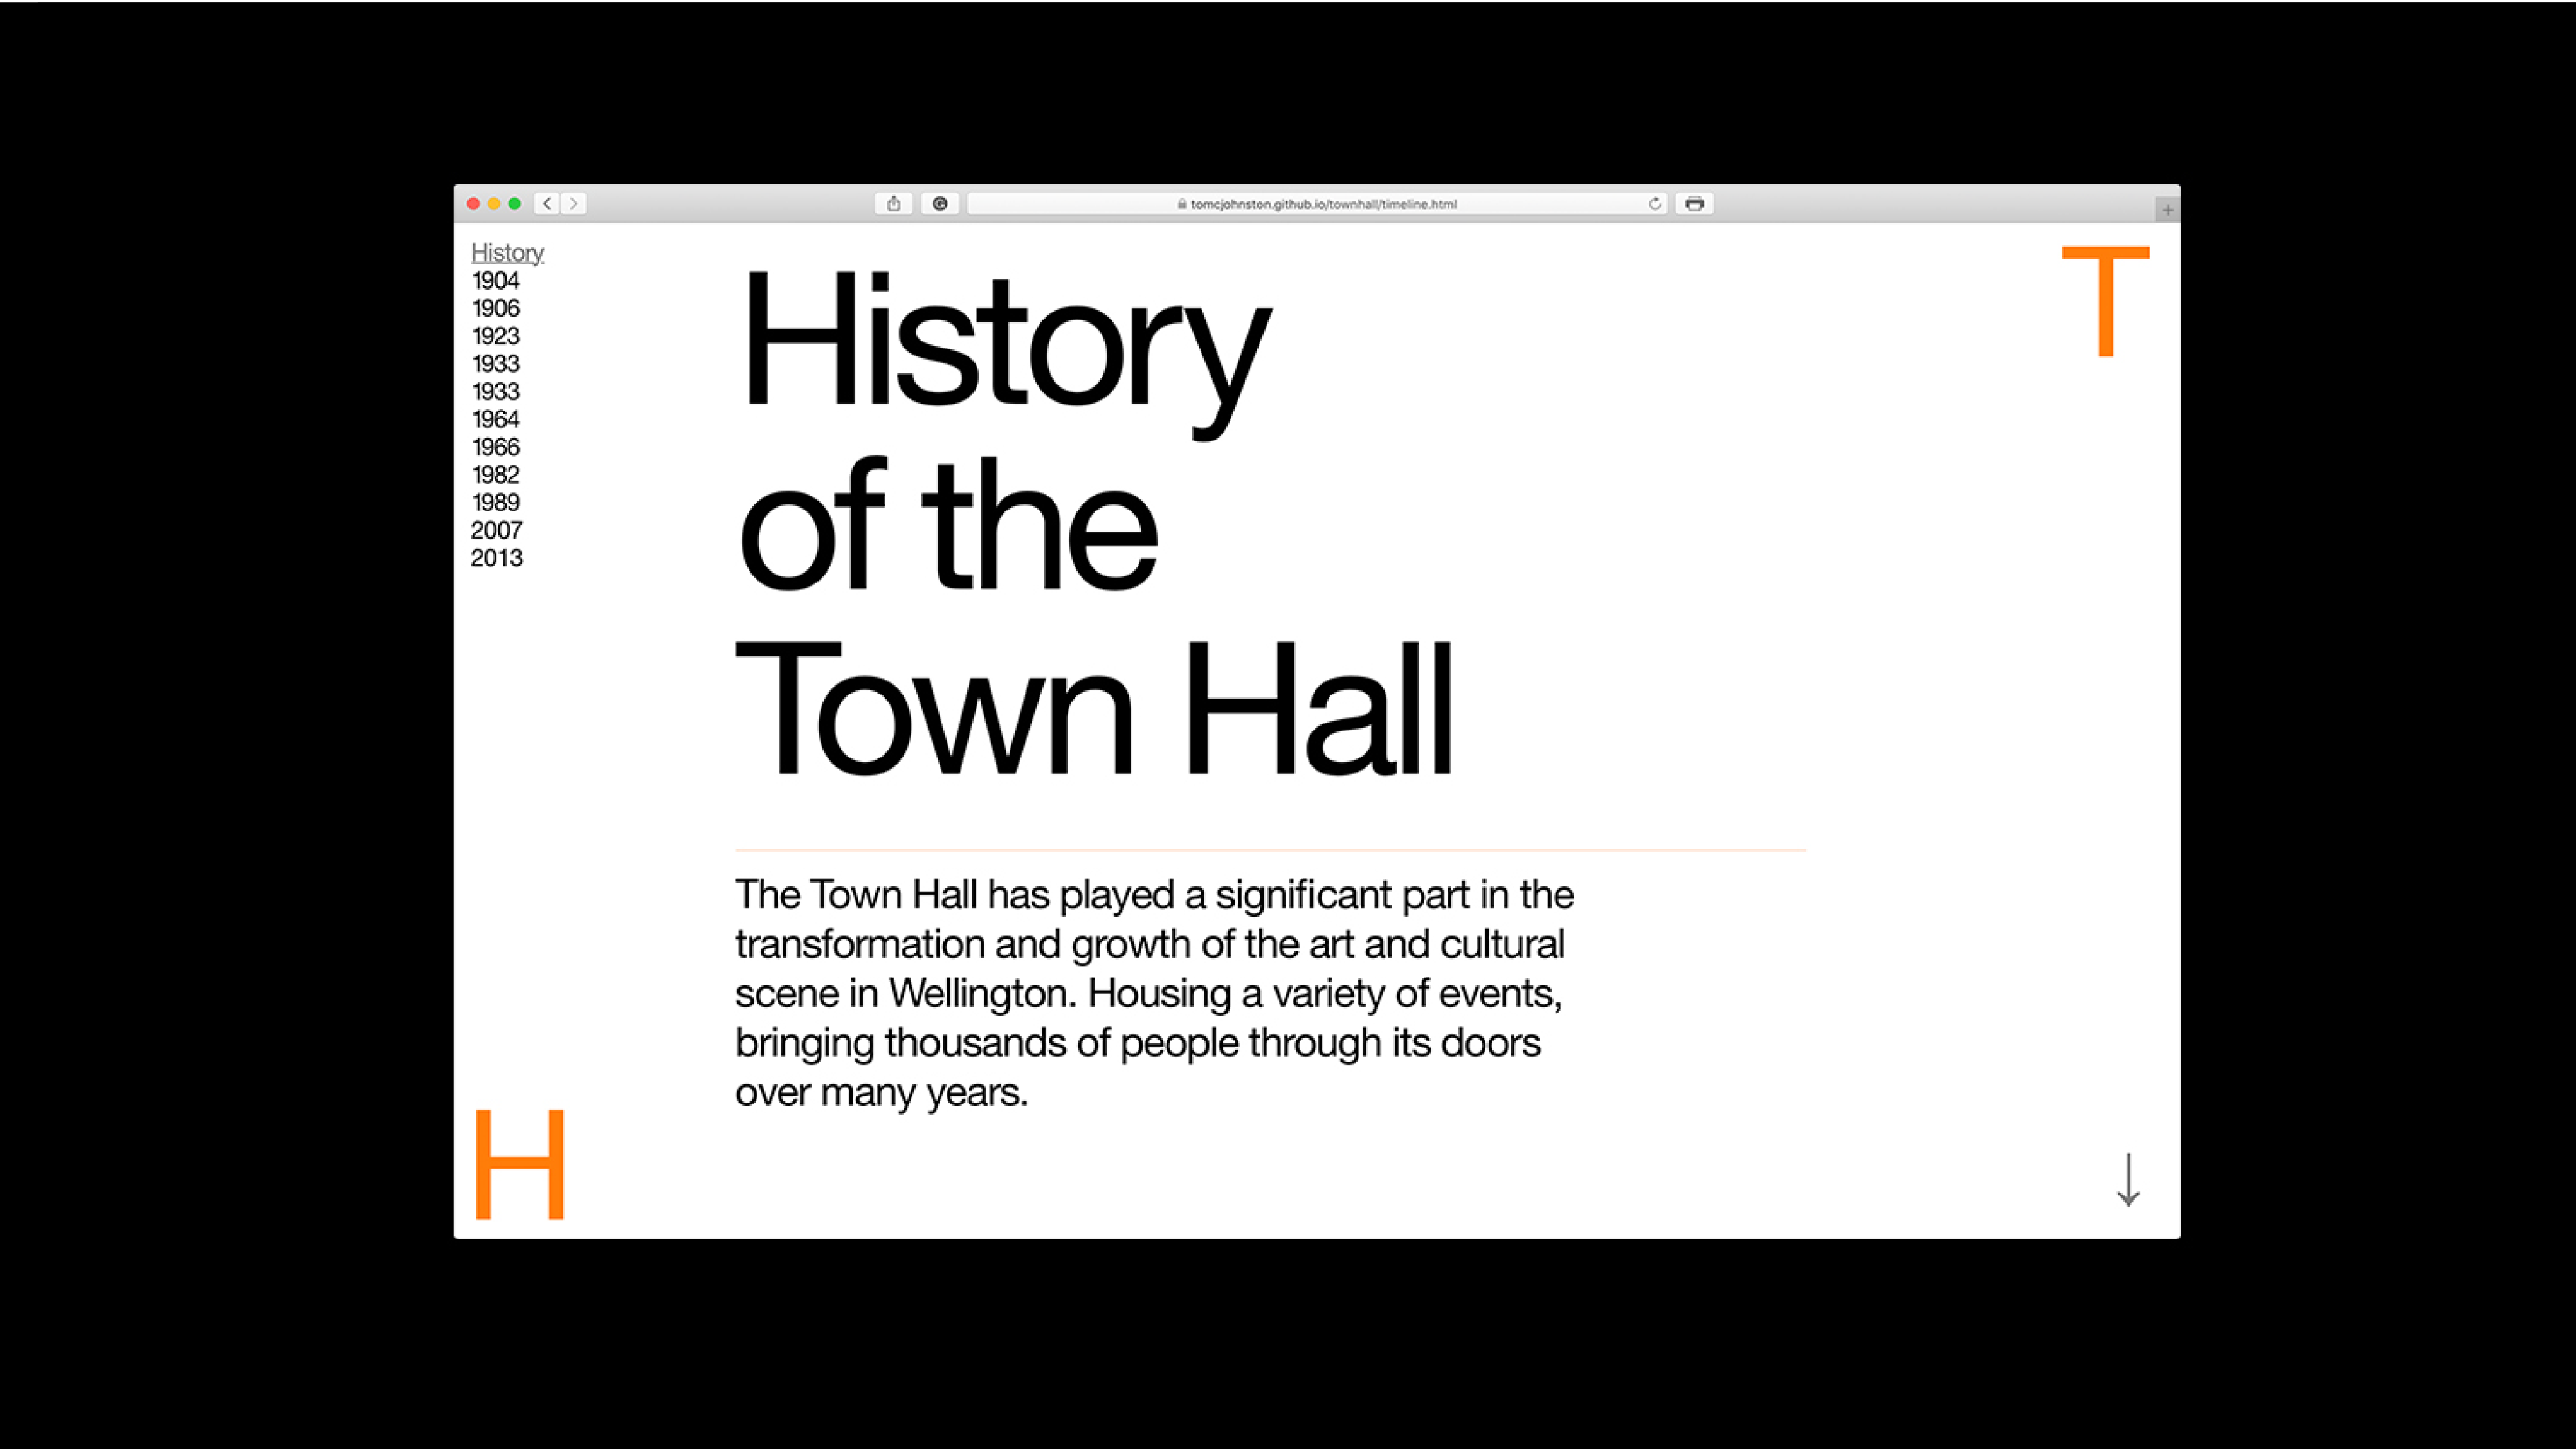 tomcjohnston.github.io/townhall/timeline.html
History
1904
1906
1923
1933
1933
1964
1966
1982
1989
2007
2013
T
History
of the
Town Hall
The Town Hall has played a significant part in the
transformation and growth of the art and cultural
scene in Wellington. Housing a variety of events,
bringing thousands of people through its doors
over many years.
H